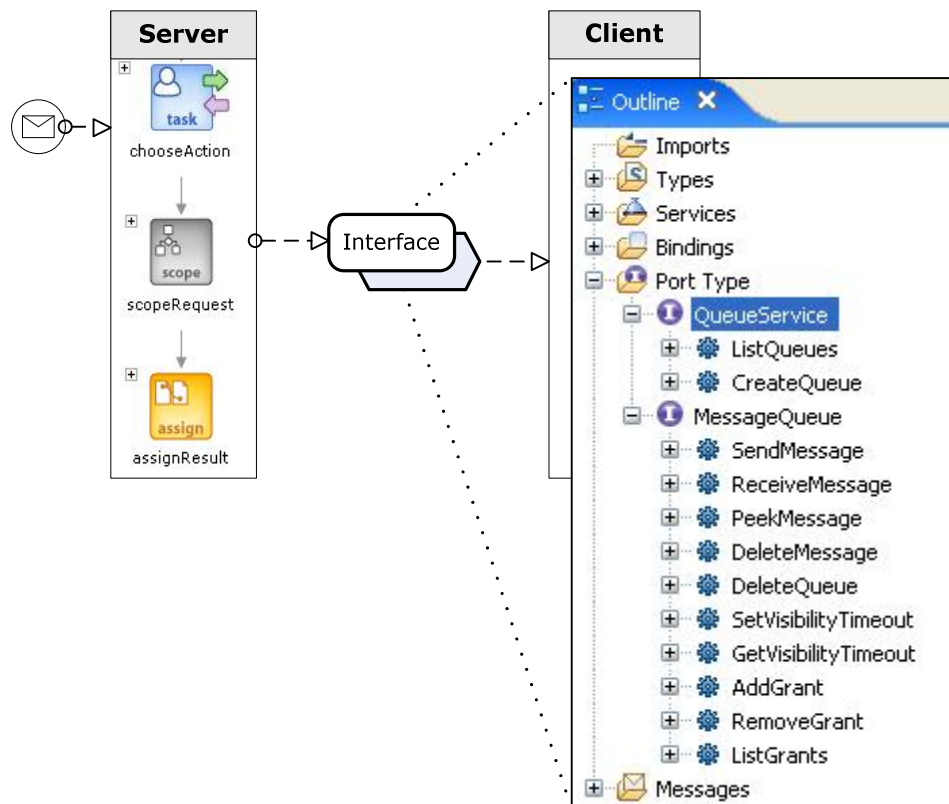 Server
task
chooseAction
scope
scopeRequest
assign
assignResult
Interface
Client
Outline
Imports
Types
Services
Bindings
Port Type
QueueService
ListQueues
CreateQueue
MessageQueue
SendMessage
ReceiveMessage
PeekMessage
DeleteMessage
DeleteQueue
SetVisibilityTimeout
GetVisibilityTimeout
AddGrant
RemoveGrant
ListGrants
Messages